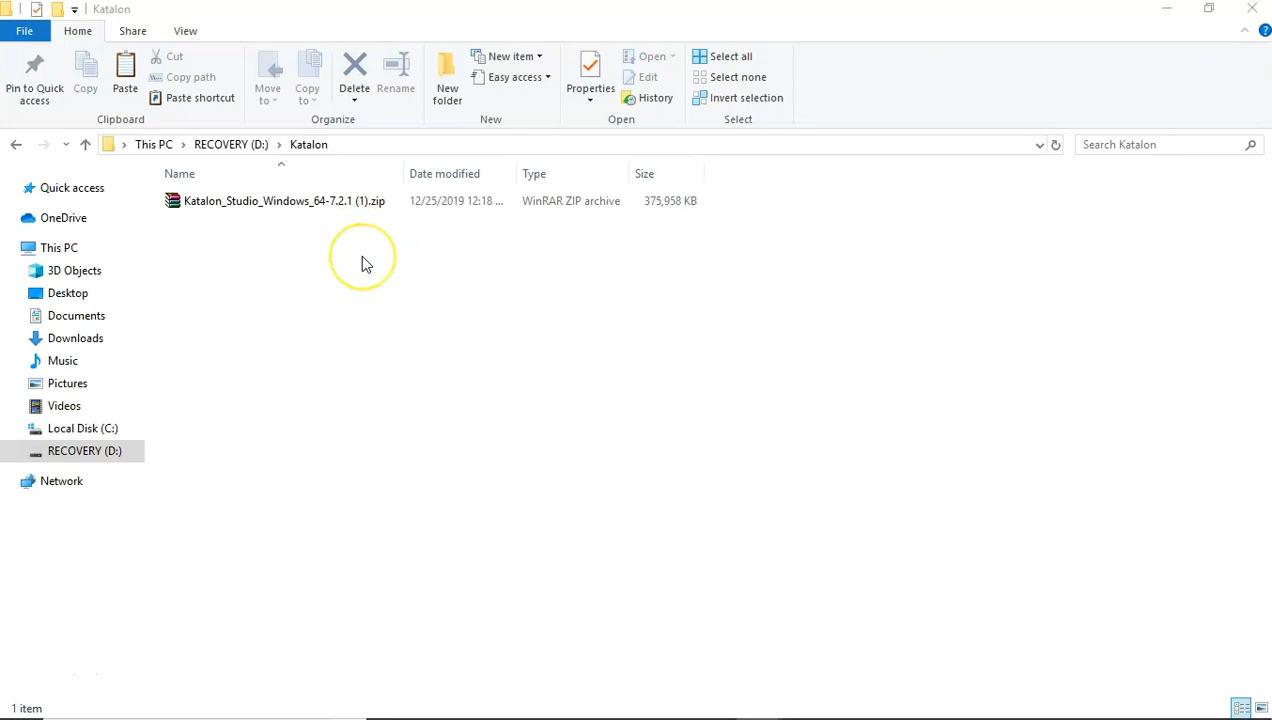 Katalon
File Home Share View
Pin to Quick access
Copy
Paste
Cut
Copy path
Paste shortcut
Clipboard
Move to
Copy to
Delete
Rename
Organize
New folder
New item
Easy access
New
Properties
Open
Edit
History
Open
Select all
Select none
Invert selection
Select
This PC RECOVERY (D:) Katalon
Search Katalon
Name Date modified Type Size
Katalon_Studio_Windows_64-7.2.1 (1).zip 12/25/2019 12:18 ... WinRAR ZIP archive 375,958 KB
Quick access
OneDrive
This PC
3D Objects
Desktop
Documents
Downloads
Music
Pictures
Videos
Local Disk (C:)
RECOVERY (D:)
Network
1 item